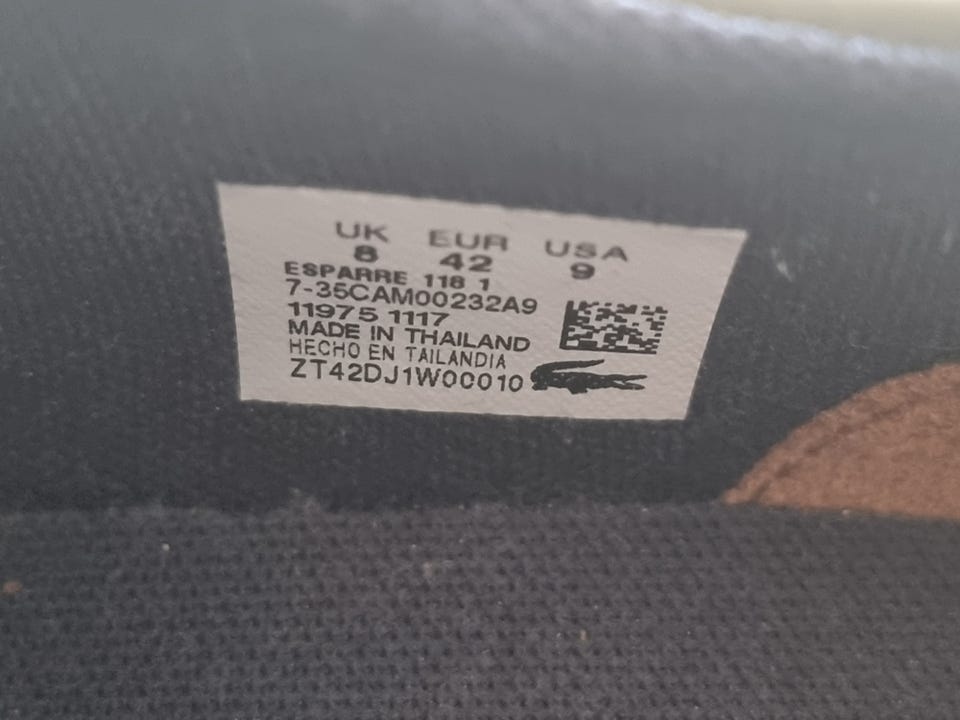 UK EUR USA
8 42 9
ESPARRE 118 1
7-35CAM00232A9
11975 1117
MADE IN THAILAND
HECHO EN TAILANDIA
ZT42DJ1W00010